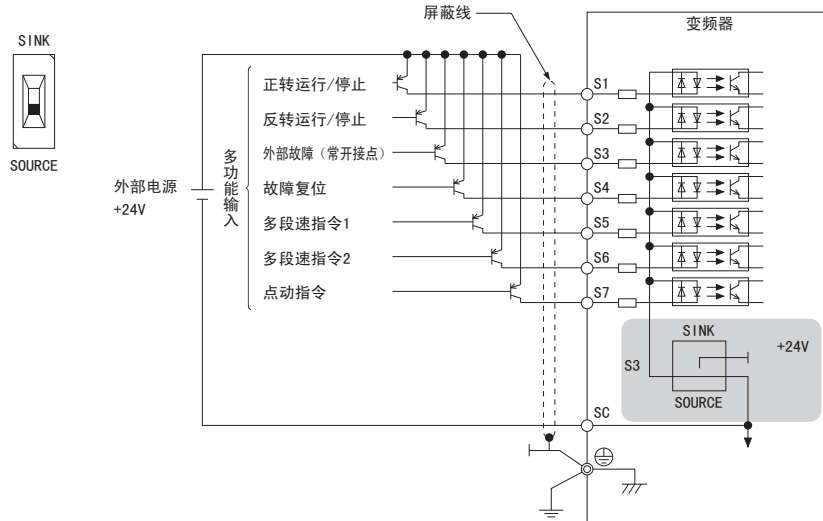 屏蔽线
变频器
SINK
SOURCE
外部电源
+24V
多功能输入
正转运行/停止
反转运行/停止
外部故障（常开接点）
故障复位
多段速指令1
多段速指令2
点动指令
S1
S2
S3
S4
S5
S6
S7
SINK
+24V
S3
SOURCE
SC